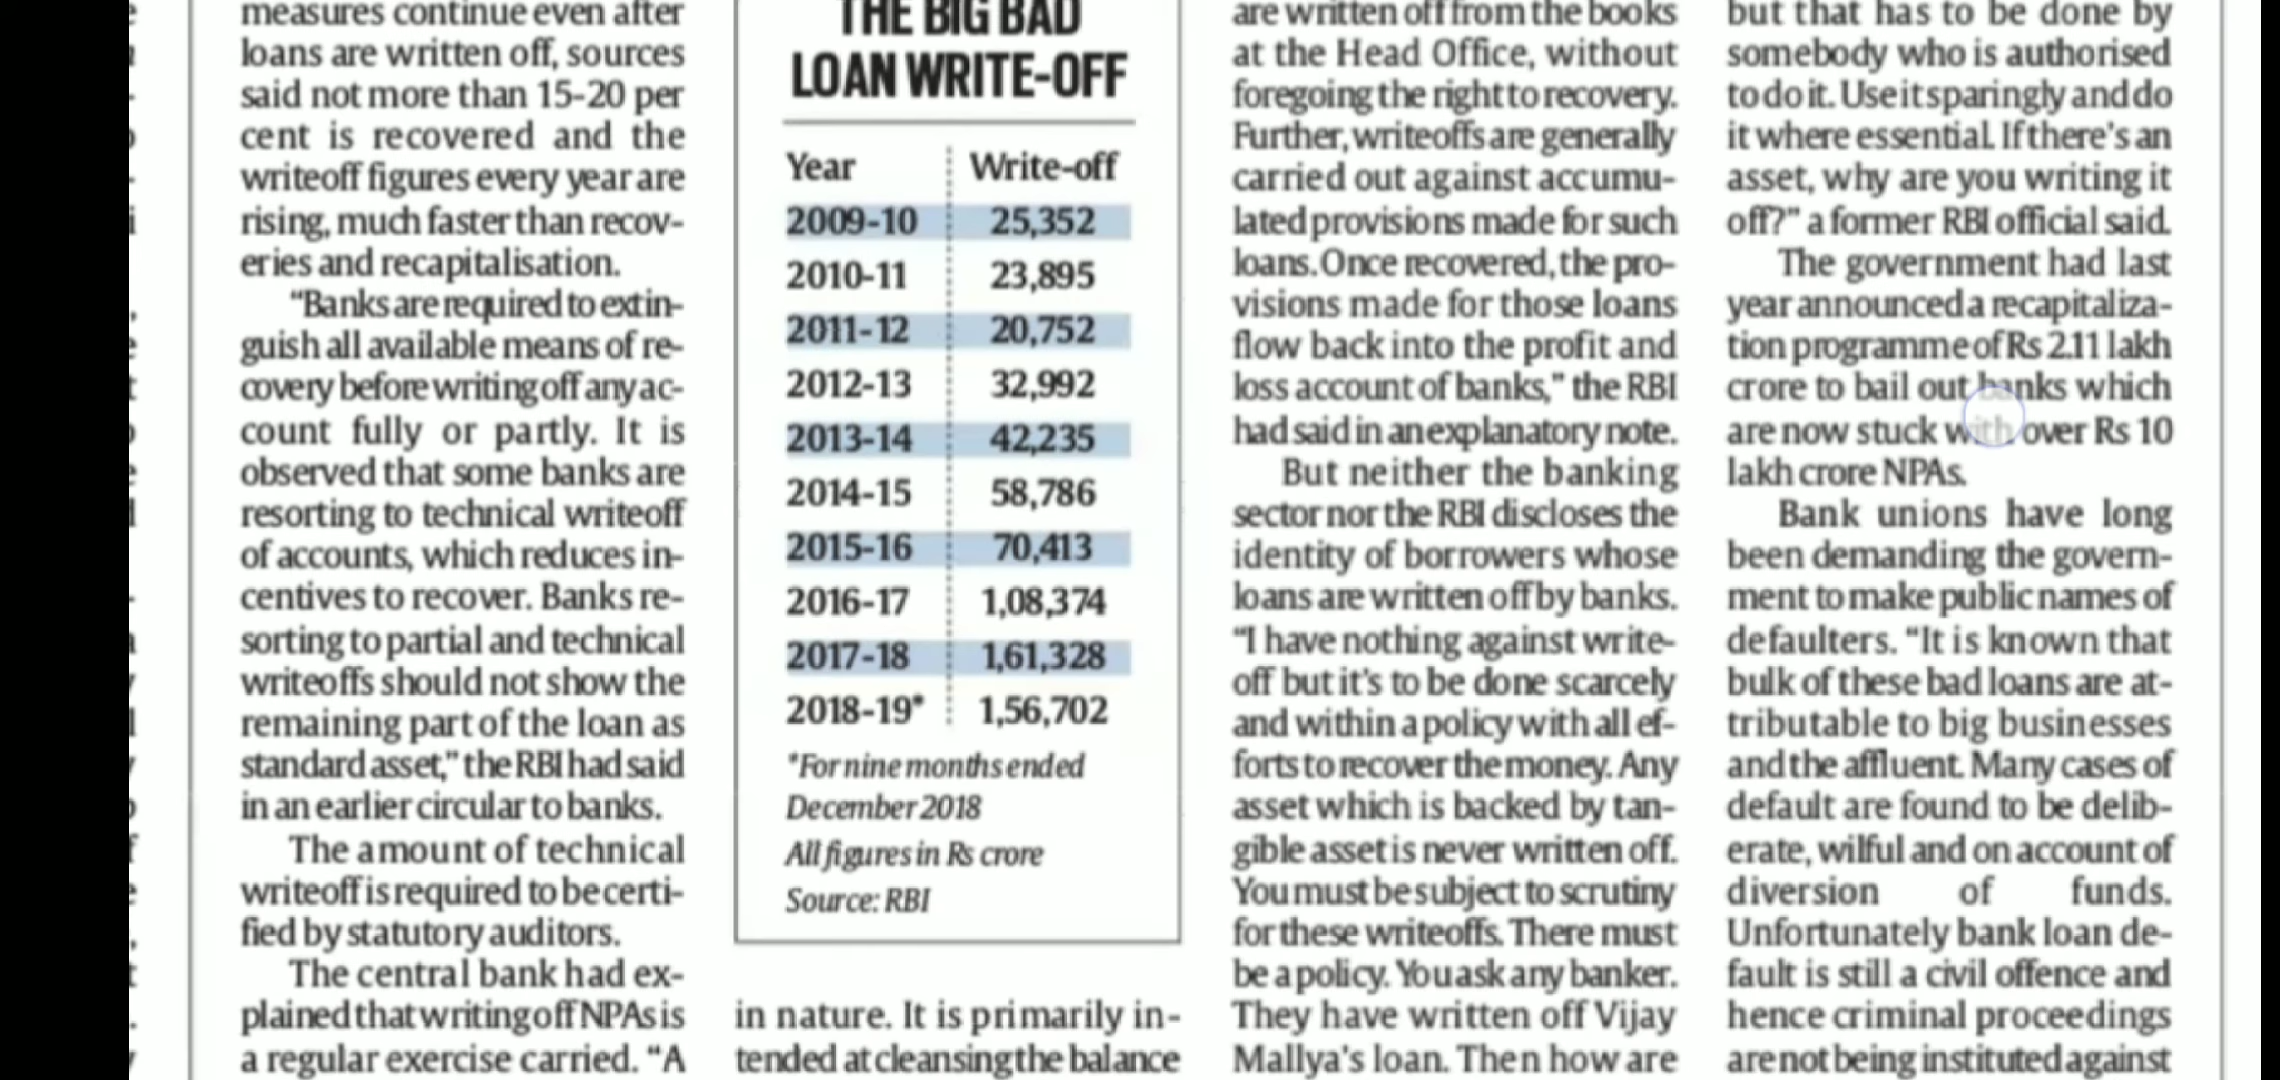 measures continue even after
loans are written off, sources
said not more than 15-20 per
cent is recovered and the
writeoff figures every year are
rising, much faster than recov-
eries and recapitalisation.
“Banks are required to extin-
guish all available means of re-
covery before writing off any ac-
count fully or partly. It is
observed that some banks are
resorting to technical writeoff
of accounts, which reduces in-
centives to recover. Banks re-
sorting to partial and technical
writeoffs should not show the
remaining part of the loan as
standard asset,” the RBI had said
in an earlier circular to banks.
The amount of technical
writeoff is required to be certi-
fied by statutory auditors.
The central bank had ex-
plained that writing off NPAs is
a regular exercise carried. “A
THE BIG BAD
LOAN WRITE-OFF
Year Write-off
2009-10 25,352
2010-11 23,895
2011-12 20,752
2012-13 32,992
2013-14 42,235
2014-15 58,786
2015-16 70,413
2016-17 1,08,374
2017-18 1,61,328
2018-19* 1,56,702
*For nine months ended
December 2018
All figures in Rs crore
Source: RBI
in nature. It is primarily in-
tended at cleansing the balance
are written off from the books
at the Head Office, without
foregoing the right to recovery.
Further, writeoffs are generally
carried out against accumu-
lated provisions made for such
loans. Once recovered, the pro-
visions made for those loans
flow back into the profit and
loss account of banks,” the RBI
had said in an explanatory note.
But neither the banking
sector nor the RBI discloses the
identity of borrowers whose
loans are written off by banks.
“I have nothing against write-
off but it's to be done scarcely
and within a policy with all ef-
forts to recover the money. Any
asset which is backed by tan-
gible asset is never written off.
You must be subject to scrutiny
for these writeoffs. There must
be a policy. You ask any banker.
They have written off Vijay
Mallya's loan. Then how are
but that has to be done by
somebody who is authorised
to do it. Use it sparingly and do
it where essential. If there's an
asset, why are you writing it
off?” a former RBI official said.
The government had last
year announced a recapitaliza-
tion programme of Rs 2.11 lakh
crore to bail out banks which
are now stuck with over Rs 10
lakh crore NPAs.
Bank unions have long
been demanding the govern-
ment to make public names of
defaulters. “It is known that
bulk of these bad loans are at-
tributable to big businesses
and the affluent. Many cases of
default are found to be delib-
erate, wilful and on account of
diversion of funds.
Unfortunately bank loan de-
fault is still a civil offence and
hence criminal proceedings
are not being instituted against